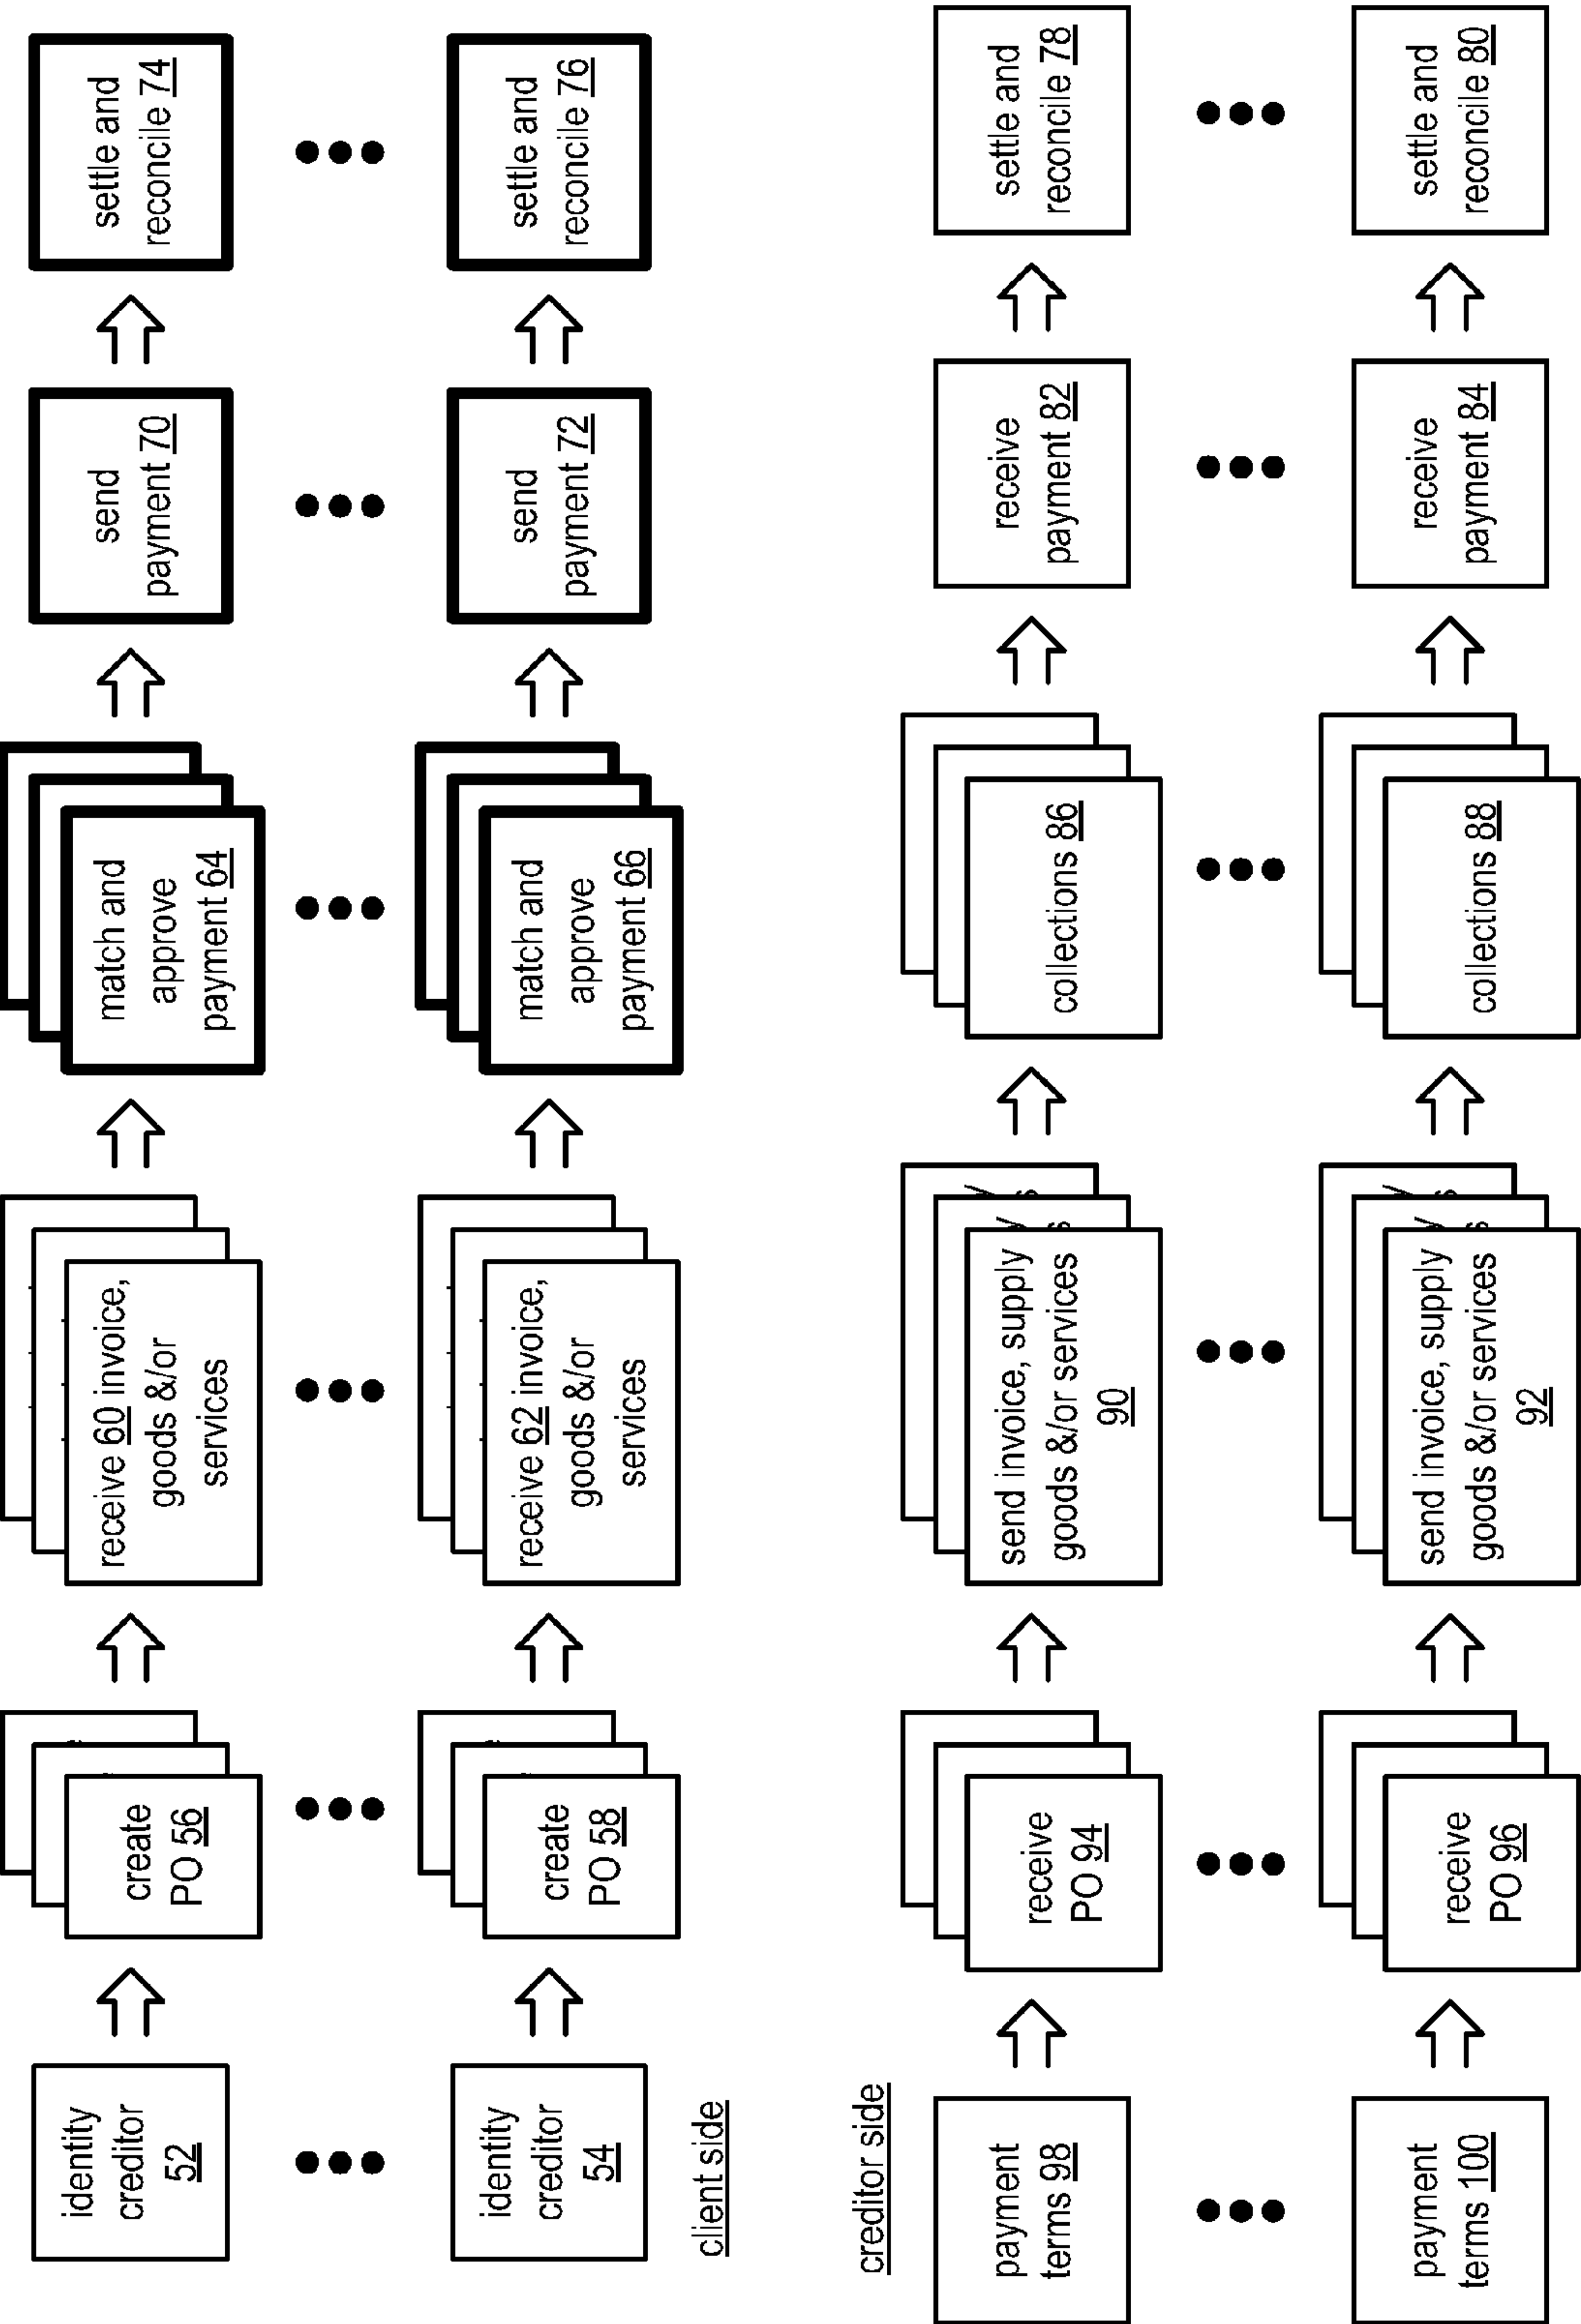 identity
creditor
52
create
PO 56
receive 60 invoice,
goods &/or
services
match and
approve
payment 64
send
payment 70
settle and
reconcile 74
identity
creditor
54
create
PO 58
receive 62 invoice,
goods &/or
services
match and
approve
payment 66
send
payment 72
settle and
reconcile 76
client side
creditor side
payment
terms 98
receive
PO 94
send invoice, supply
goods &/or services
90
collections 86
receive
payment 82
settle and
reconcile 78
payment
terms 100
receive
PO 96
send invoice, supply
goods &/or services
92
collections 88
receive
payment 84
settle and
reconcile 80